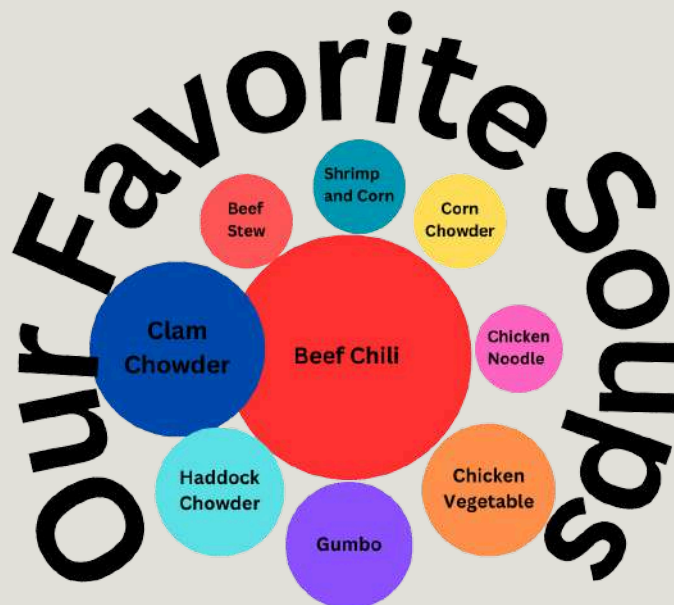 Our Favorite Soups
Shrimp
and Corn
Beef
Stew
Corn
Chowder
Clam
Chowder
Beef Chili
Chicken
Noodle
Haddock
Chowder
Chicken
Vegetable
Gumbo